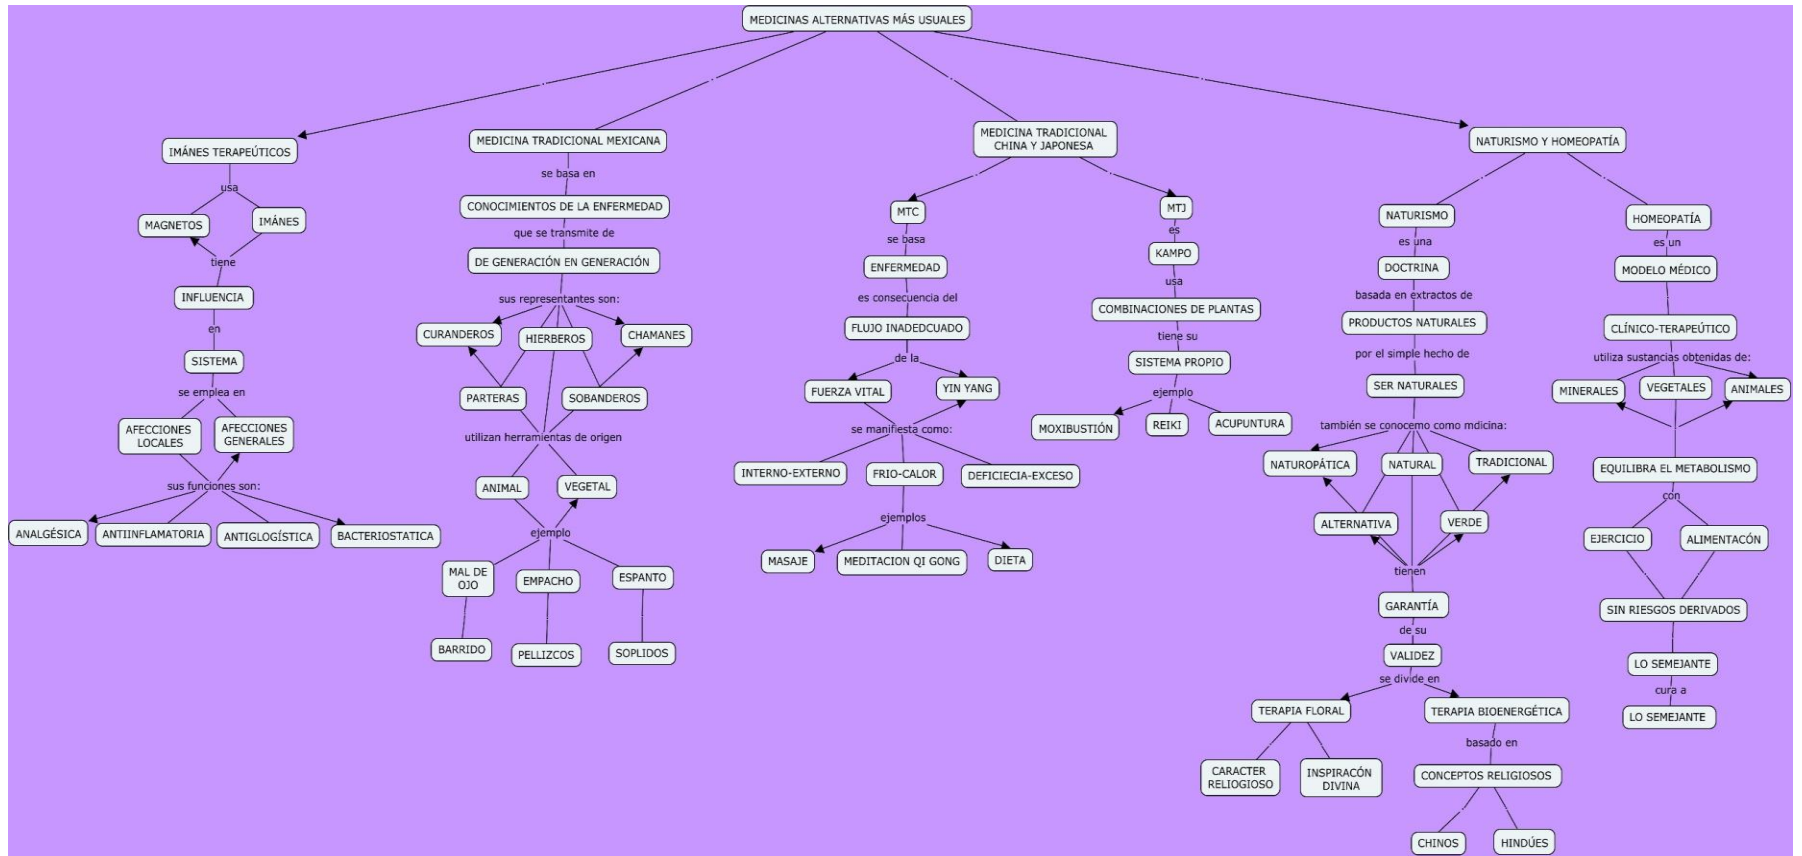 MEDICINAS ALTERNATIVAS MÁS USUALES
IMÁNES TERAPEÚTICOS
usa
MAGNETOS
IMÁNES
tiene
INFLUENCIA
en
SISTEMA
se emplea en
AFECCIONES
LOCALES
AFECCIONES
GENERALES
sus funciones son:
ANALGÉSICA
ANTIINFLAMATORIA
ANTIGLOGÍSTICA
BACTERIOSTATICA
MEDICINA TRADICIONAL MEXICANA
se basa en
CONOCIMIENTOS DE LA ENFERMEDAD
que se transmite de
DE GENERACIÓN EN GENERACIÓN
sus representantes son:
CURANDEROS
HIERBEROS
CHAMANES
PARTERAS
SOBANDEROS
utilizan herramientas de origen
ANIMAL
VEGETAL
ejemplo
MAL DE
OJO
EMPACHO
ESPANTO
BARRIDO
PELLIZCOS
SOPLIDOS
MEDICINA TRADICIONAL
CHINA Y JAPONESA
MTC
se basa
ENFERMEDAD
es consecuencia del
FLUJO INADEDCUADO
de la
FUERZA VITAL
YIN YANG
se manifiesta como:
INTERNO-EXTERNO
FRIO-CALOR
DEFICIECIA-EXCESO
ejemplos
MASAJE
MEDITACION QI GONG
DIETA
MTJ
es
KAMPO
usa
COMBINACIONES DE PLANTAS
tiene su
SISTEMA PROPIO
ejemplo
MOXIBUSTIÓN
REIKI
ACUPUNTURA
NATURISMO Y HOMEOPATÍA
NATURISMO
es una
DOCTRINA
basada en extractos de
PRODUCTOS NATURALES
por el simple hecho de
SER NATURALES
también se conocemo como mdicina:
NATUROPÁTICA
NATURAL
TRADICIONAL
ALTERNATIVA
VERDE
tienen
GARANTÍA
de su
VALIDEZ
se divide en
TERAPIA FLORAL
TERAPIA BIOENERGÉTICA
CARACTER
RELIOGIOSO
INSPIRACÓN
DIVINA
basado en
CONCEPTOS RELIGIOSOS
CHINOS
HINDÚES
HOMEOPATÍA
es un
MODELO MÉDICO
CLÍNICO-TERAPEÚTICO
utiliza sustancias obtenidas de:
MINERALES
VEGETALES
ANIMALES
EQUILIBRA EL METABOLISMO
con
EJERCICIO
ALIMENTACÓN
SIN RIESGOS DERIVADOS
LO SEMEJANTE
cura a
LO SEMEJANTE